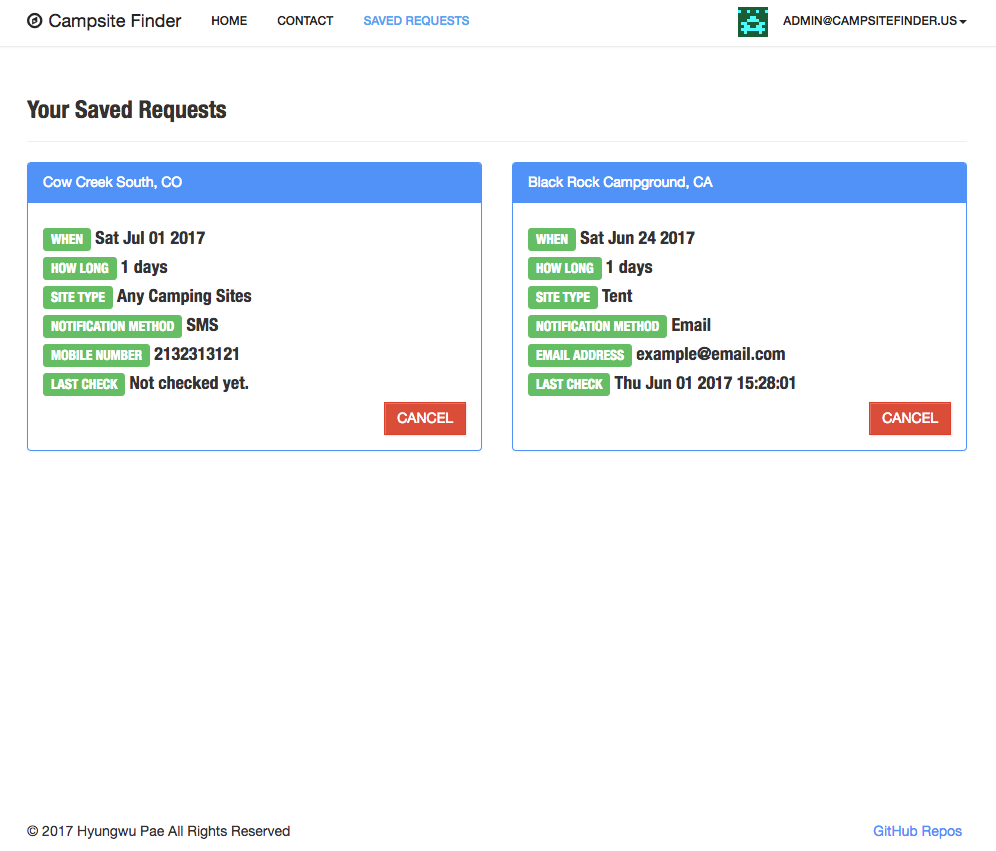 Campsite Finder HOME CONTACT SAVED REQUESTS ADMIN@CAMPSITEFINDER.US
Your Saved Requests
Cow Creek South, CO
WHEN Sat Jul 01 2017
HOW LONG 1 days
SITE TYPE Any Camping Sites
NOTIFICATION METHOD SMS
MOBILE NUMBER 2132313121
LAST CHECK Not checked yet.
CANCEL
Black Rock Campground, CA
WHEN Sat Jun 24 2017
HOW LONG 1 days
SITE TYPE Tent
NOTIFICATION METHOD Email
EMAIL ADDRESS example@email.com
LAST CHECK Thu Jun 01 2017 15:28:01
CANCEL
© 2017 Hyungwu Pae All Rights Reserved GitHub Repos